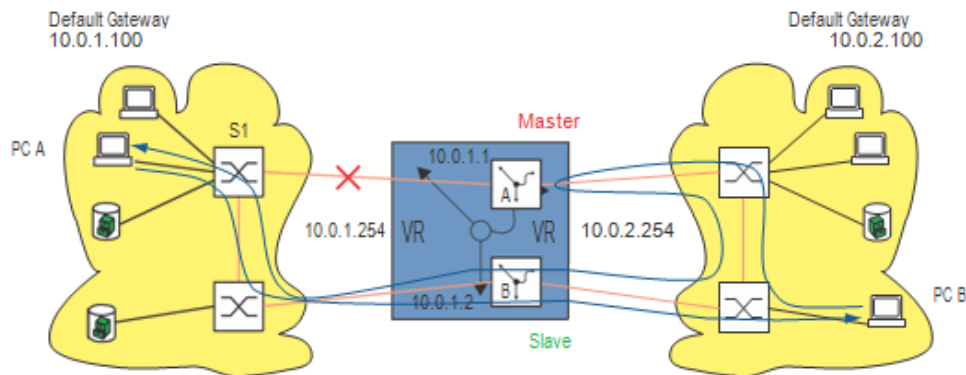 Default Gateway
10.0.1.100
Default Gateway
10.0.2.100
S1
Master
PC A
10.0.1.1
A
10.0.1.254
VR
VR
10.0.2.254
B
10.0.1.2
PC B
Slave